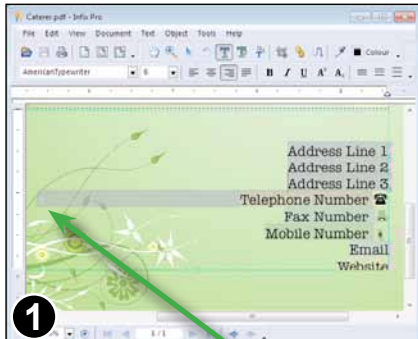 Caterer.pdf - Infix Pro
File Edit View Document Text Object Tools Help
Colour
AmericanTypewriter 6 B I U A A
Address Line 1
Address Line 2
Address Line 3
Telephone Number ☎
Fax Number
Mobile Number
Email
Website
1 % 1/1